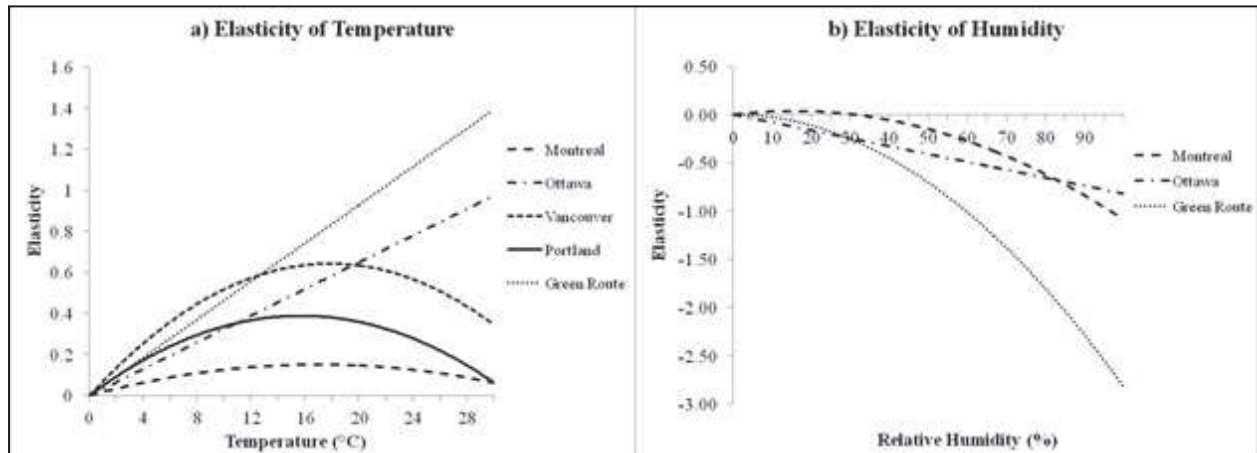 a) Elasticity of Temperature
1.6
1.4
1.2
1
0.8
0.6
0.4
0.2
0
Elasticity
0 4 8 12 16 20 24 28
Temperature (°C)
Montreal
Ottawa
Vancouver
Portland
Green Route
b) Elasticity of Humidity
0.50
0.00
-0.50
-1.00
-1.50
-2.00
-2.50
-3.00
Elasticity
0 10 20 30 40 50 60 70 80 90
Relative Humidity (%)
Montreal
Ottawa
Green Route